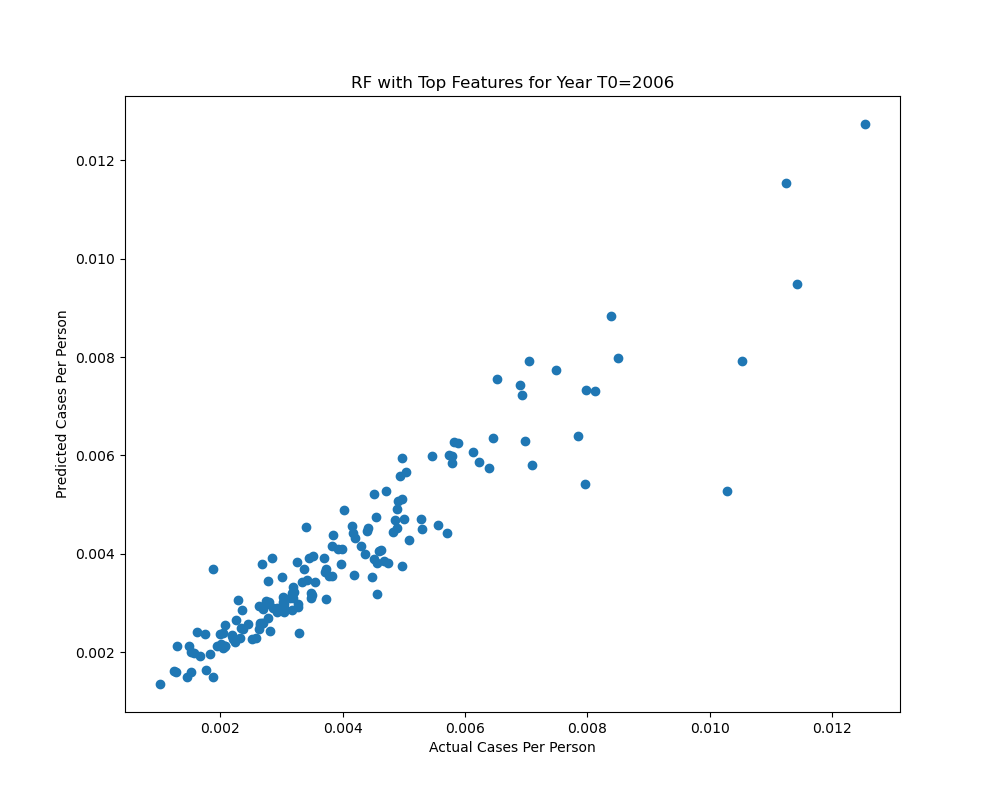 RF with Top Features for Year T0=2006
0.012
0.010
0.008
0.006
0.004
0.002
Predicted Cases Per Person
0.002 0.004 0.006 0.008 0.010 0.012
Actual Cases Per Person